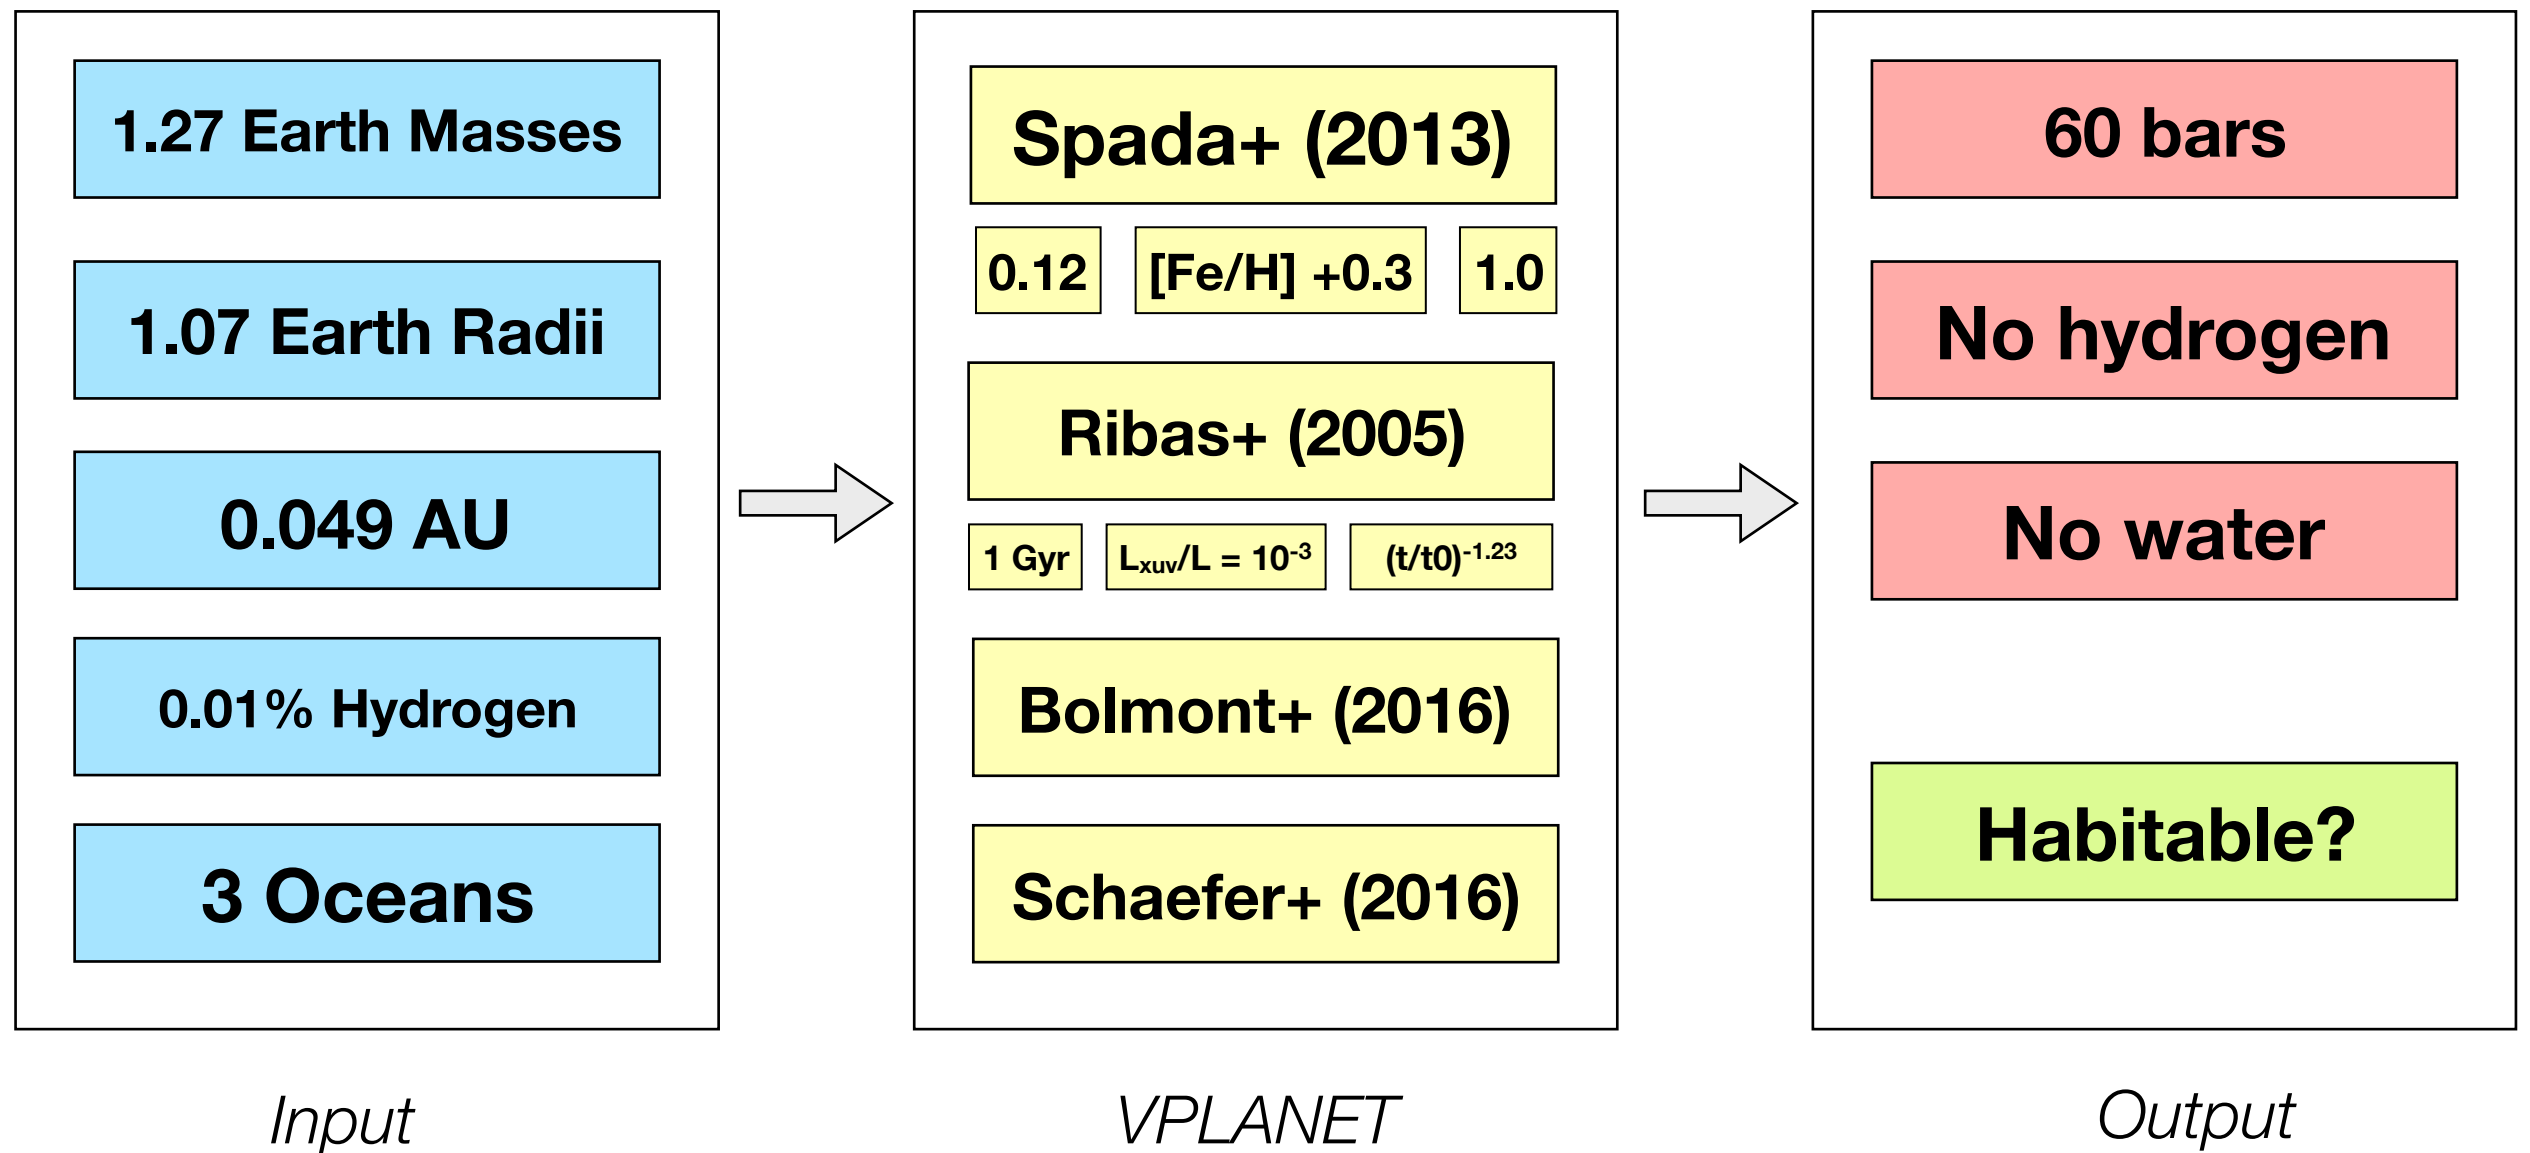 1.27 Earth Masses
1.07 Earth Radii
0.049 AU
0.01% Hydrogen
3 Oceans
Input
Spada+ (2013)
0.12 [Fe/H] +0.3 1.0
Ribas+ (2005)
1 Gyr Lxuv/L = 10-3 (t/t0)-1.23
Bolmont+ (2016)
Schaefer+ (2016)
VPLANET
60 bars
No hydrogen
No water
Habitable?
Output